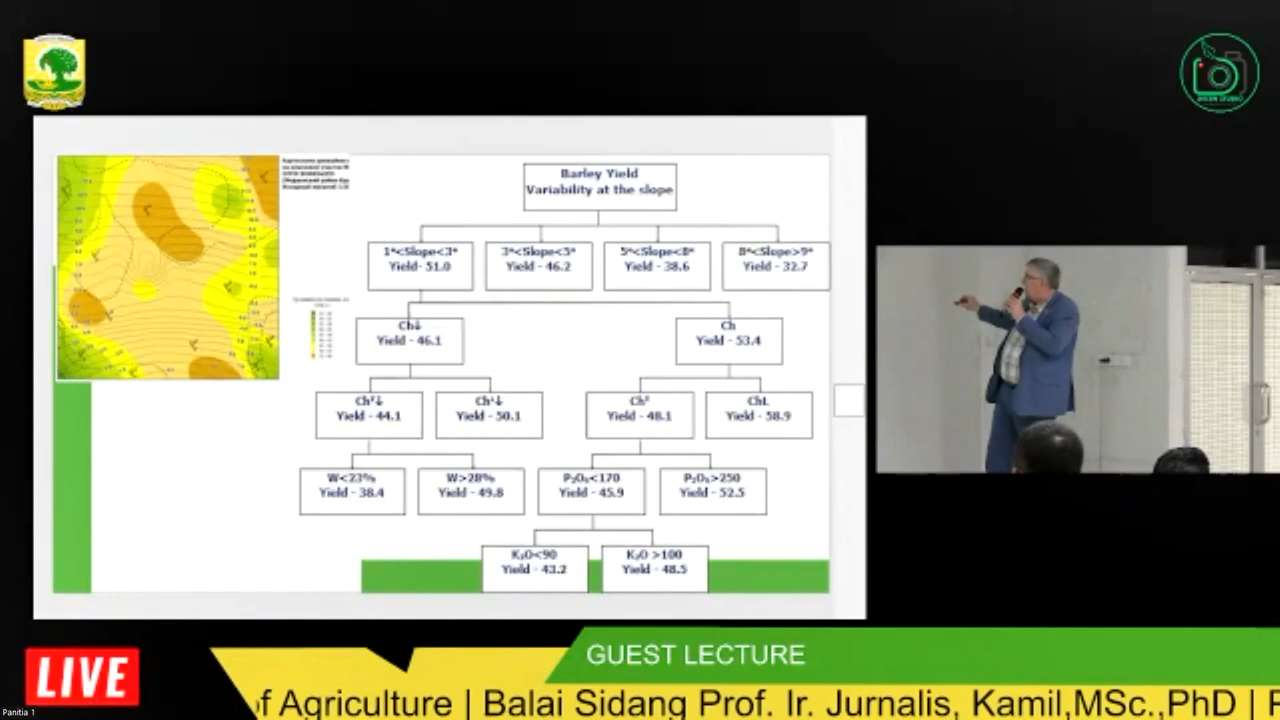 Barley Yield
Variability at the slope
1°<Slope<3°
Yield- 51.0
3°<Slope<5°
Yield - 46.2
5°<Slope<8°
Yield - 38.6
8°<Slope>9°
Yield - 32.7
Ch↓
Yield - 46.1
Ch
Yield - 53.4
Yield - 44.1
Yield - 50.1
Yield - 48.1
Yield - 58.9
W<23%
Yield - 38.4
W>28%
Yield - 49.8
P₂O₅<170
Yield - 45.9
P₂O₅>250
Yield - 52.5
K₂O<90
Yield - 43.2
K₂O >100
Yield - 48.5
GUEST LECTURE
LIVE
of Agriculture | Balai Sidang Prof. Ir. Jurnalis, Kamil,MSc.,PhD |
Panitia 1